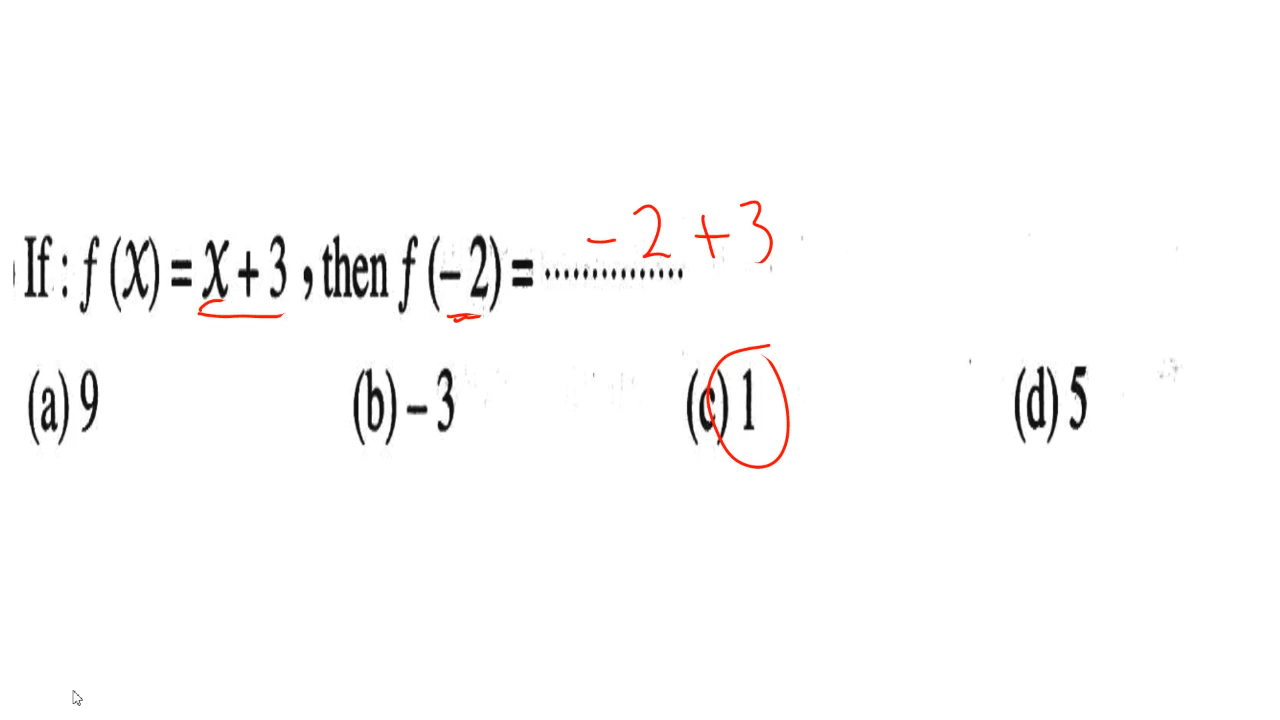 -2 + 3
If : f (X) = X + 3 , then f (– 2) = ...............
(a) 9 (b) – 3 (c) 1 (d) 5